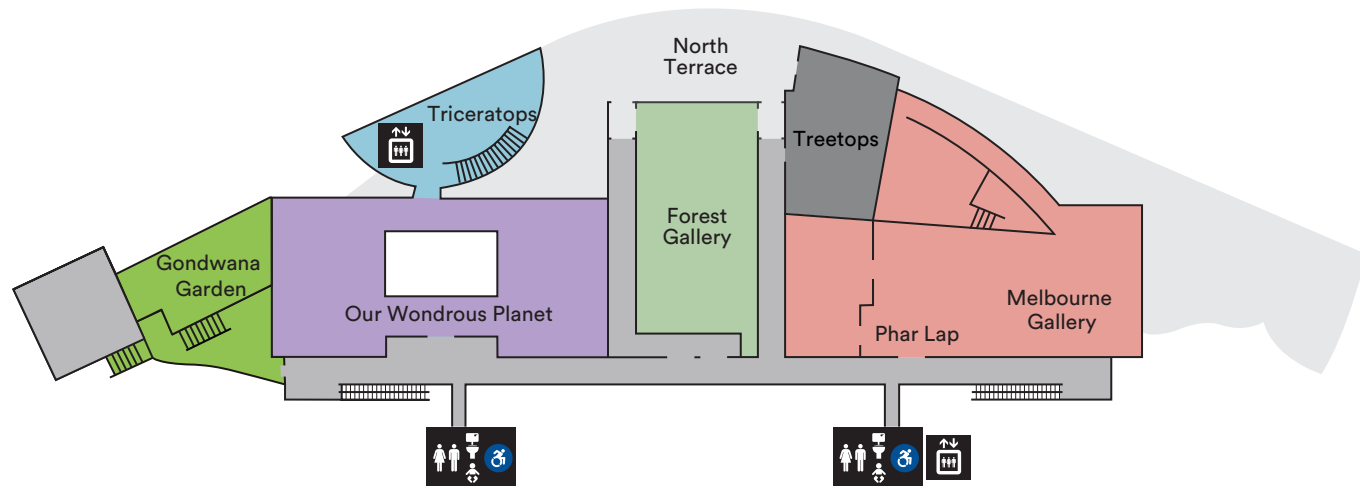 North
Terrace
Triceratops
Treetops
Forest
Gallery
Gondwana
Garden
Our Wondrous Planet
Melbourne
Gallery
Phar Lap